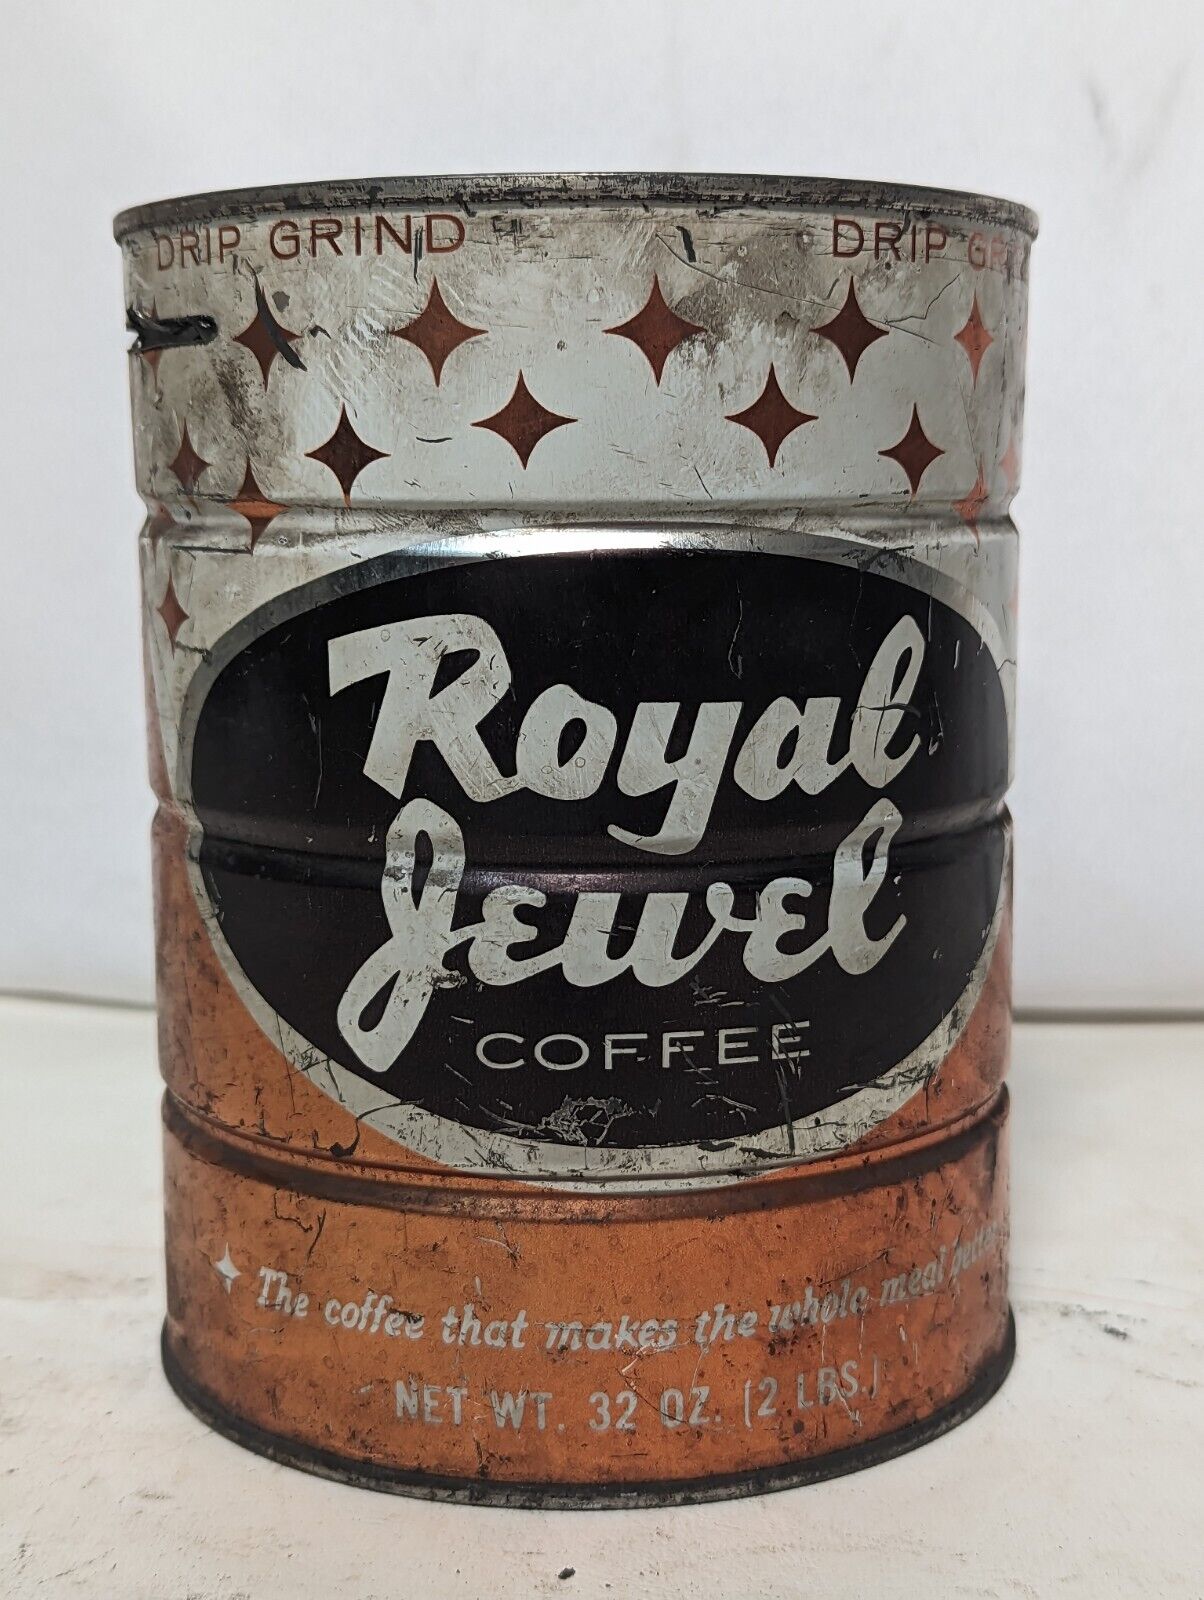 DRIP GRIND DRIP GR
Royal
Jewel
COFFEE
The coffee that makes the whole meal better
NET WT. 32 OZ. (2 LBS.)